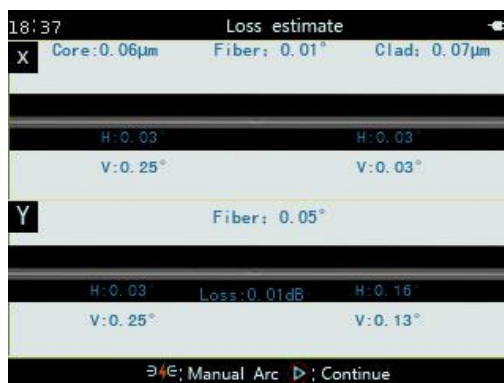 18:37 Loss estimate
X Core:0.06μm Fiber: 0.01° Clad: 0.07μm
H:0.03° H:0.03°
V:0.25° V:0.03°
Y Fiber: 0.05°
H:0.03° Loss:0.01dB H:0.16°
V:0.25° V:0.13°
: Manual Arc : Continue